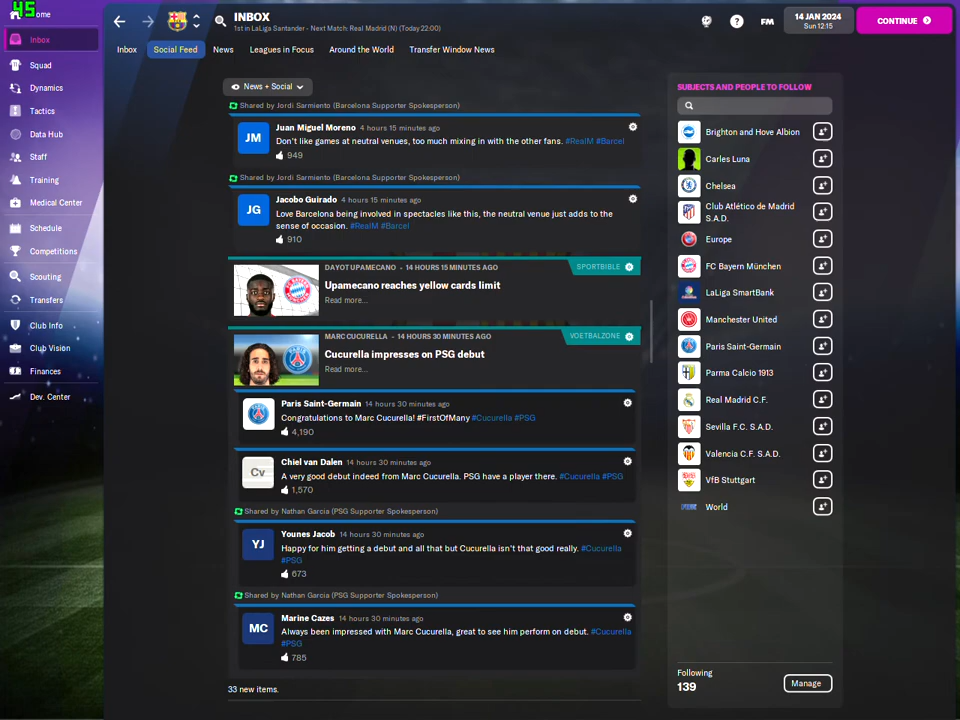 45
Home
Inbox
Squad
Dynamics
Tactics
Data Hub
Staff
Training
Medical Center
Schedule
Competitions
Scouting
Transfers
Club Info
Club Vision
Finances
Dev. Center
INBOX
1st in LaLiga Santander - Next Match: Real Madrid (N) (Today 22:00)
?
FM
14 JAN 2024
Sun 12:15
CONTINUE
Inbox
Social Feed
News
Leagues in Focus
Around the World
Transfer Window News
News + Social
Shared by Jordi Sarmiento (Barcelona Supporter Spokesperson)
JM
Juan Miguel Moreno 4 hours 15 minutes ago
Don't like games at neutral venues, too much mixing in with the other fans. #RealM #Barcel
949
Shared by Jordi Sarmiento (Barcelona Supporter Spokesperson)
JG
Jacobo Guirado 4 hours 15 minutes ago
Love Barcelona being involved in spectacles like this, the neutral venue just adds to the
sense of occasion. #RealM #Barcel
910
DAYOT UPAMECANO - 14 HOURS 15 MINUTES AGO
SPORTBIBLE
Upamecano reaches yellow cards limit
Read more...
MARC CUCURELLA - 14 HOURS 30 MINUTES AGO
VOETBALZONE
Cucurella impresses on PSG debut
Read more...
Paris Saint-Germain 14 hours 30 minutes ago
Congratulations to Marc Cucurella! #FirstOfMany #Cucurella #PSG
4,190
Cv
Chiel van Dalen 14 hours 30 minutes ago
A very good debut indeed from Marc Cucurella. PSG have a player there. #Cucurella #PSG
1,570
Shared by Nathan Garcia (PSG Supporter Spokesperson)
YJ
Younes Jacob 14 hours 30 minutes ago
Happy for him getting a debut and all that but Cucurella isn't that good really. #Cucurella
#PSG
673
Shared by Nathan Garcia (PSG Supporter Spokesperson)
MC
Marine Cazes 14 hours 30 minutes ago
Always been impressed with Marc Cucurella, great to see him perform on debut. #Cucurella
#PSG
785
33 new items.
SUBJECTS AND PEOPLE TO FOLLOW
Brighton and Hove Albion
Carles Luna
Chelsea
Club Atlético de Madrid
S.A.D.
Europe
FC Bayern München
LaLiga SmartBank
Manchester United
Paris Saint-Germain
Parma Calcio 1913
Real Madrid C.F.
Sevilla F.C. S.A.D.
Valencia C.F. S.A.D.
VfB Stuttgart
World
Following
139
Manage